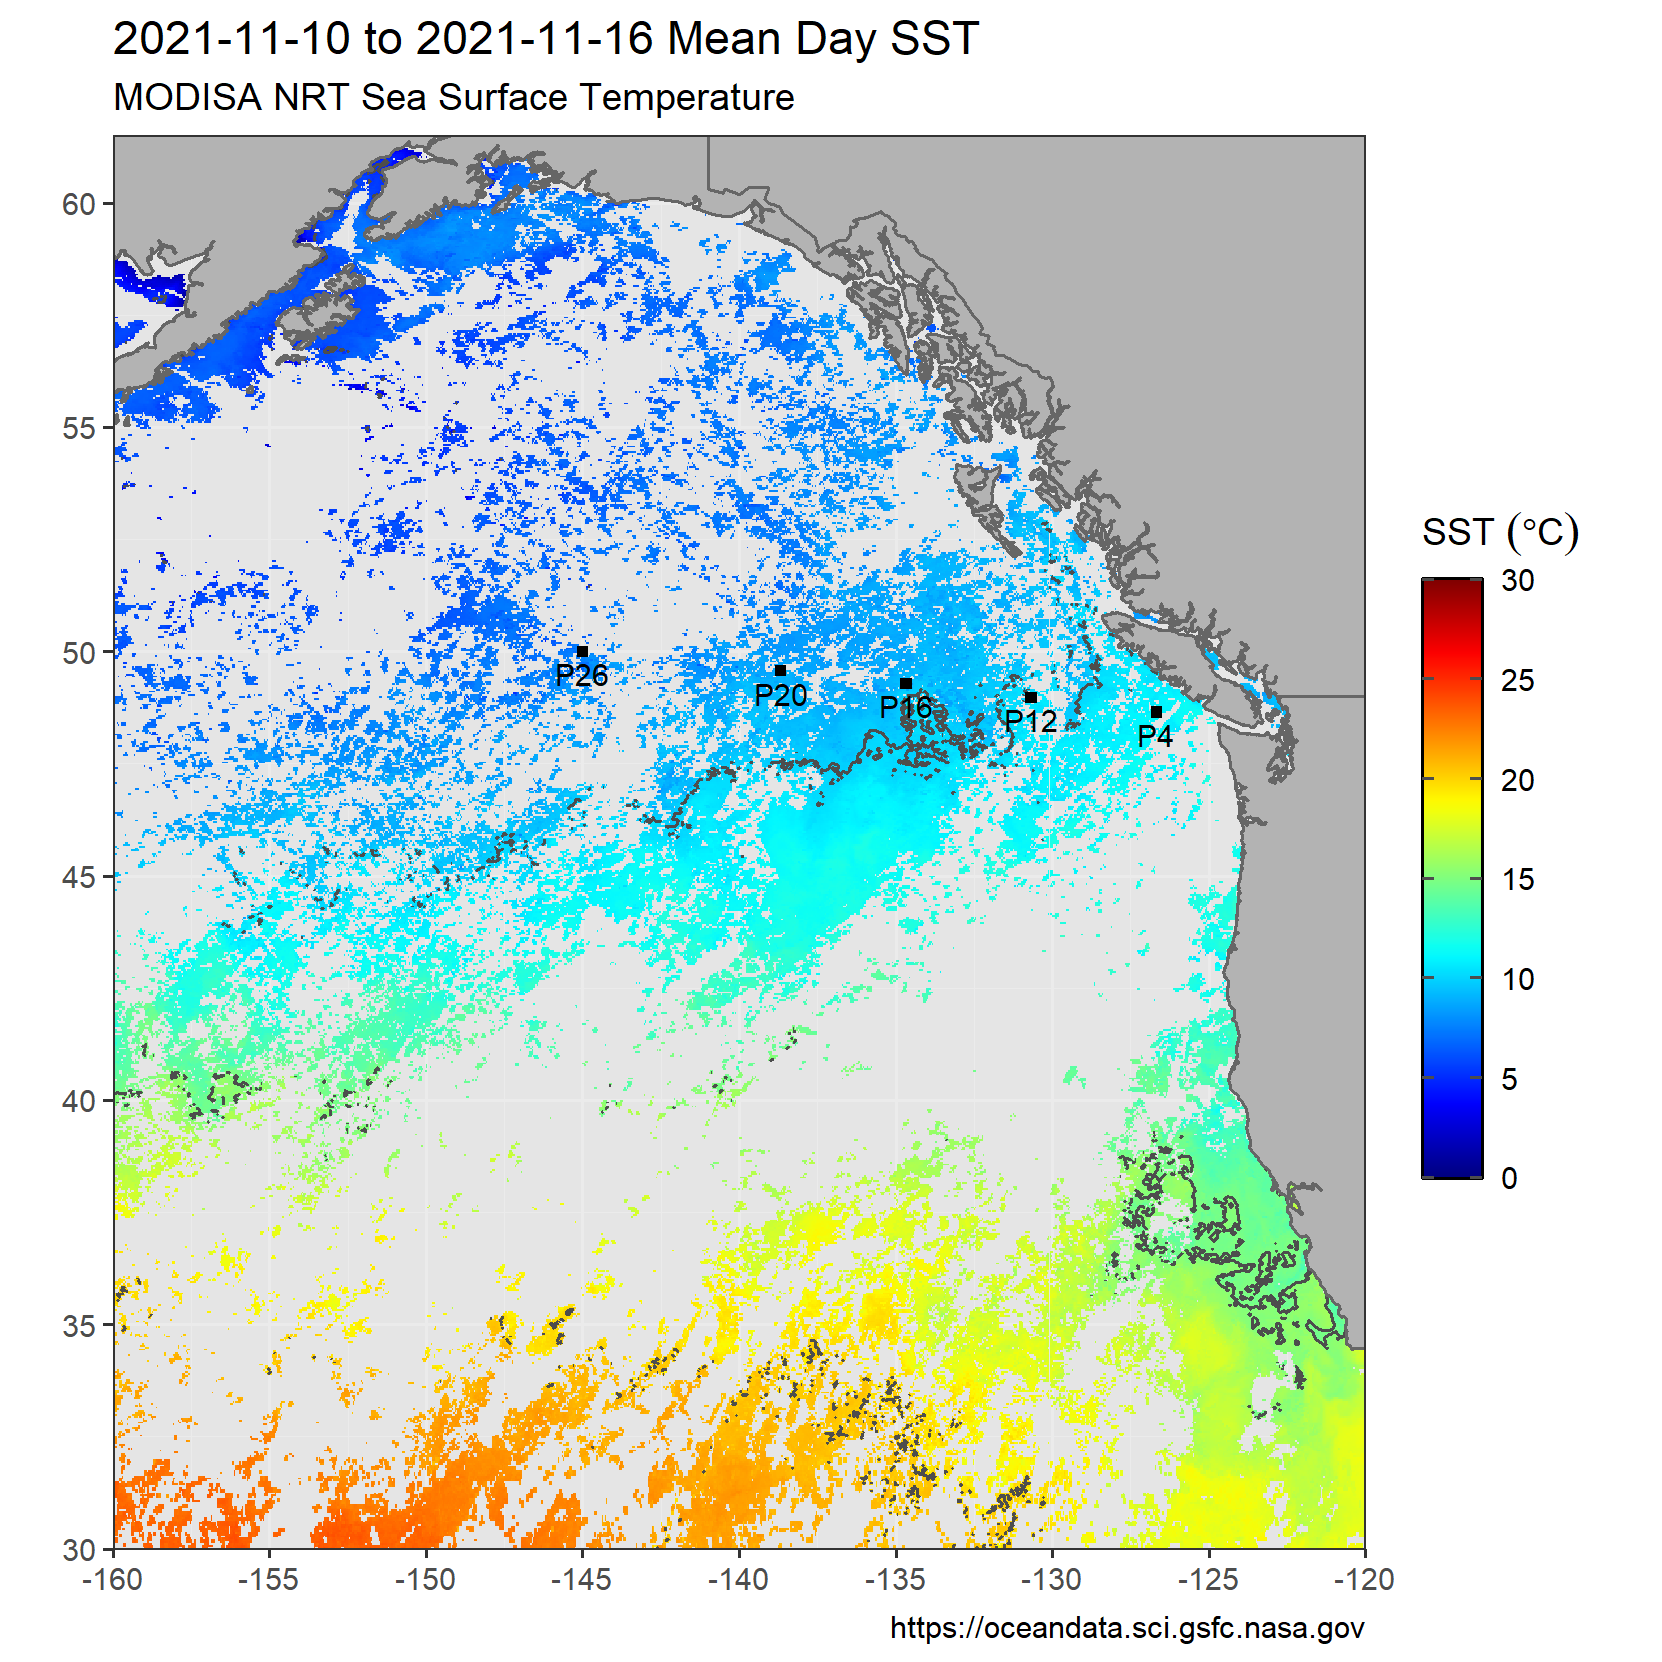 2021-11-10 to 2021-11-16 Mean Day SST
MODISA NRT Sea Surface Temperature
60
55
50
45
40
35
30
-160
-155
-150
-145
-140
-135
-130
-125
-120
P26
P20
P16
P12
P4
SST (°C)
30
25
20
15
10
5
0
https://oceandata.sci.gsfc.nasa.gov